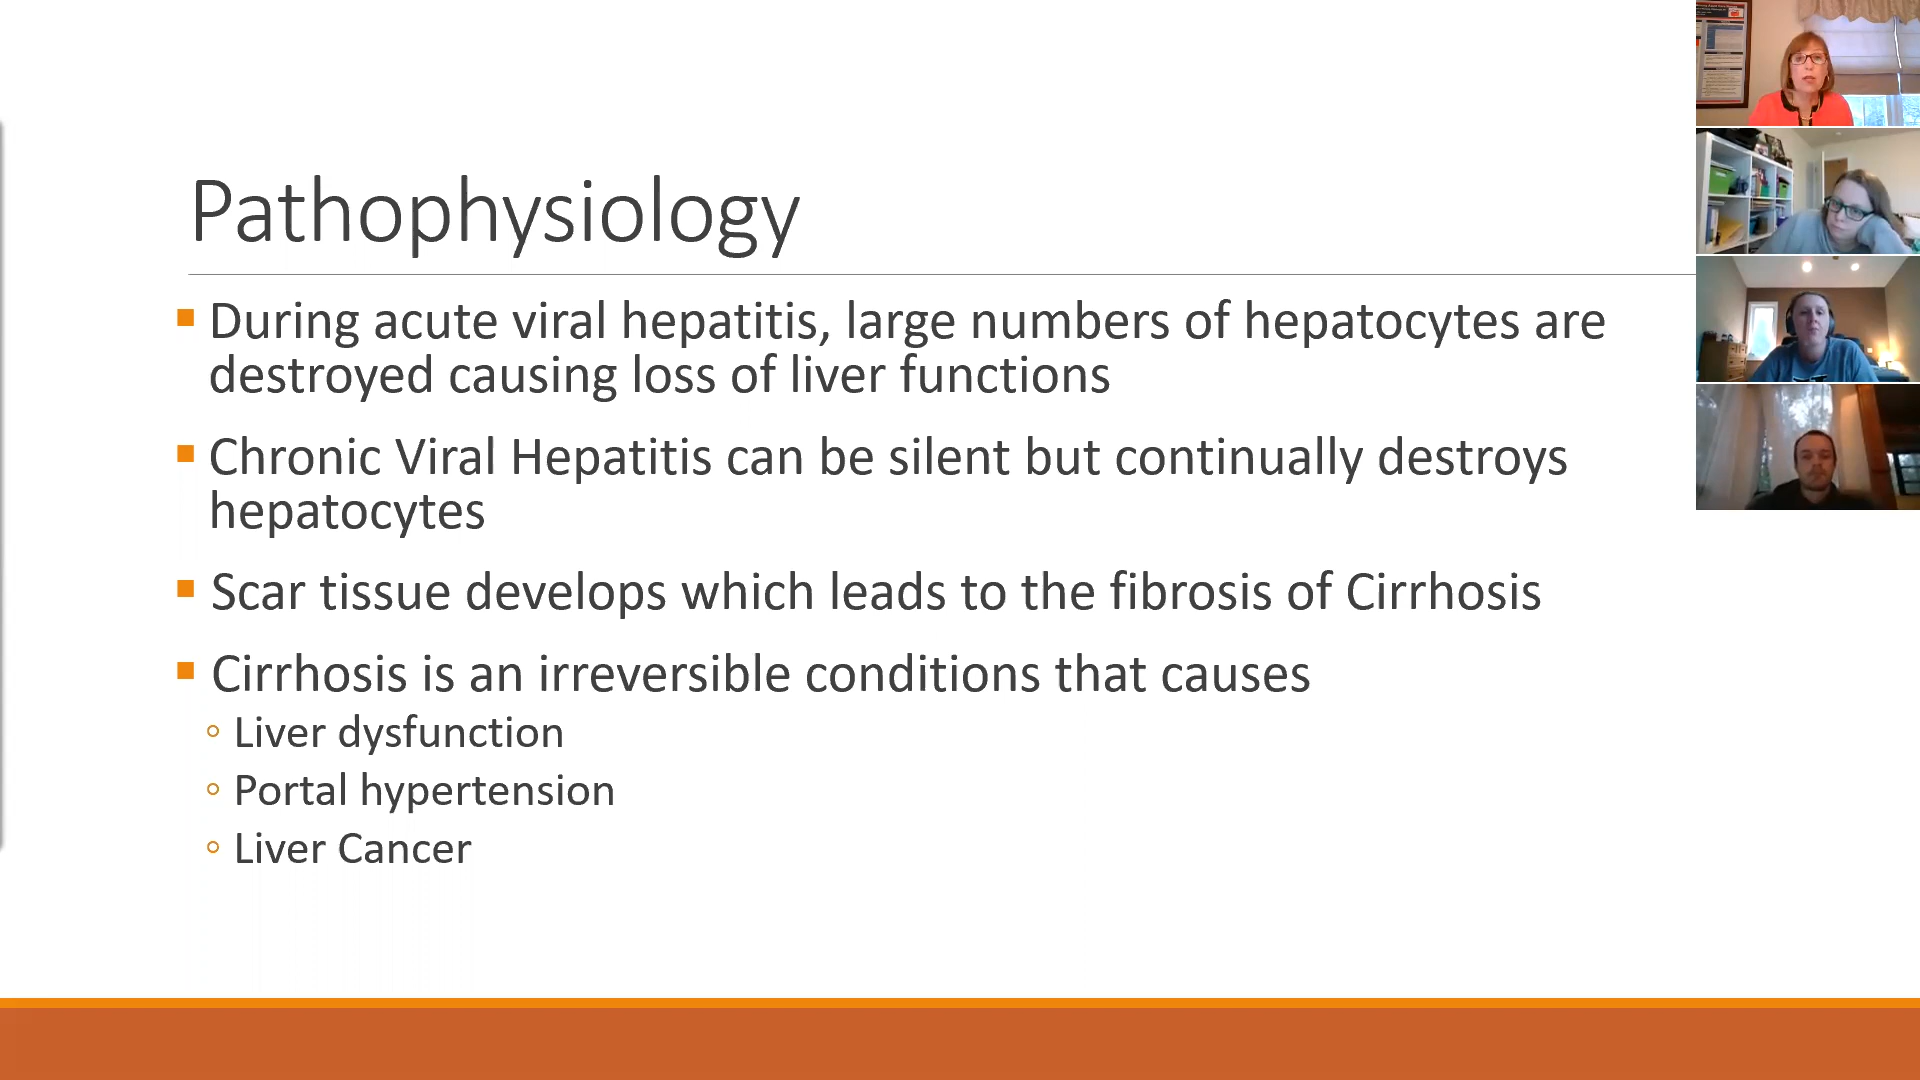 Pathophysiology
During acute viral hepatitis, large numbers of hepatocytes are
destroyed causing loss of liver functions
Chronic Viral Hepatitis can be silent but continually destroys
hepatocytes
Scar tissue develops which leads to the fibrosis of Cirrhosis
Cirrhosis is an irreversible conditions that causes
Liver dysfunction
Portal hypertension
Liver Cancer